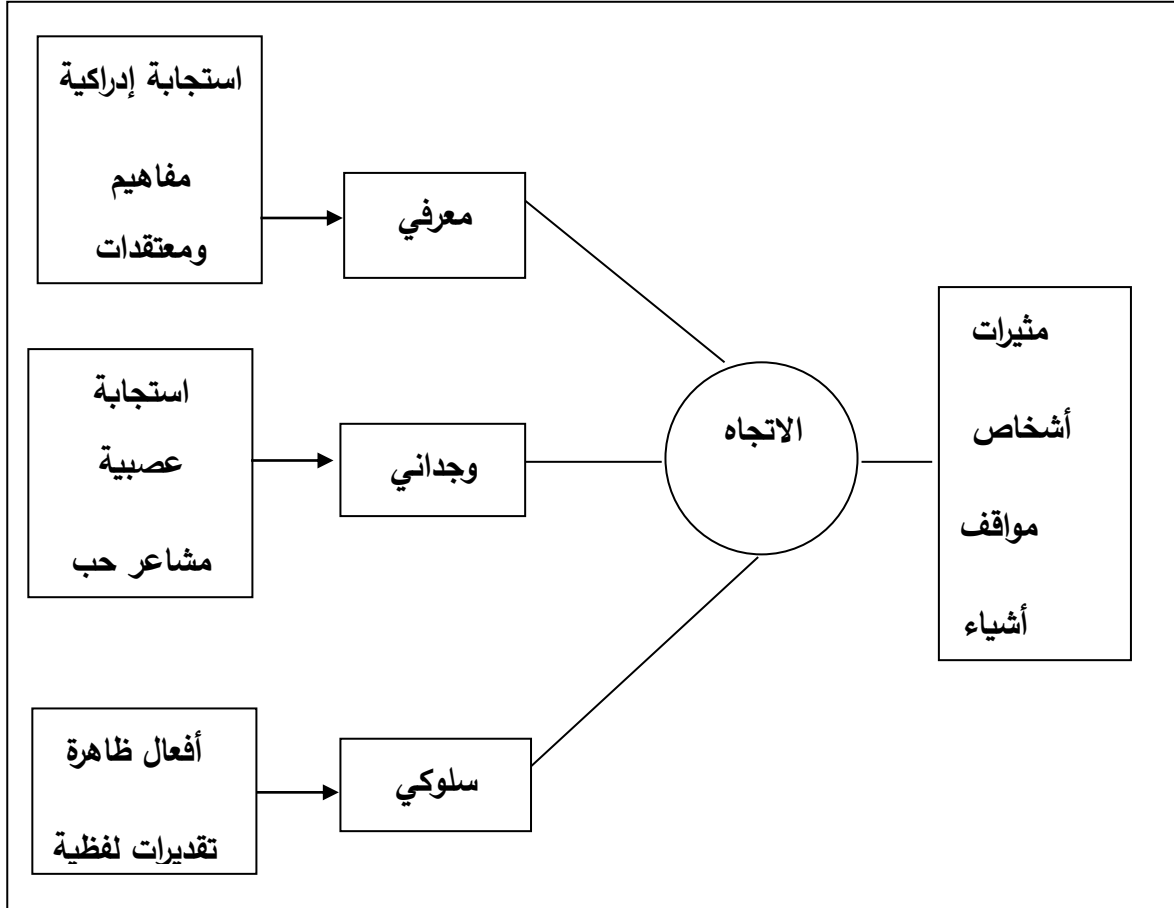 استجابة إدراكية
مفاهيم
ومعتقدات
معرفي
مثيرات
أشخاص
مواقف
أشياء
الاتجاه
استجابة
عصبية
مشاعر حب
وجداني
أفعال ظاهرة
تقديرات لفظية
سلوكي